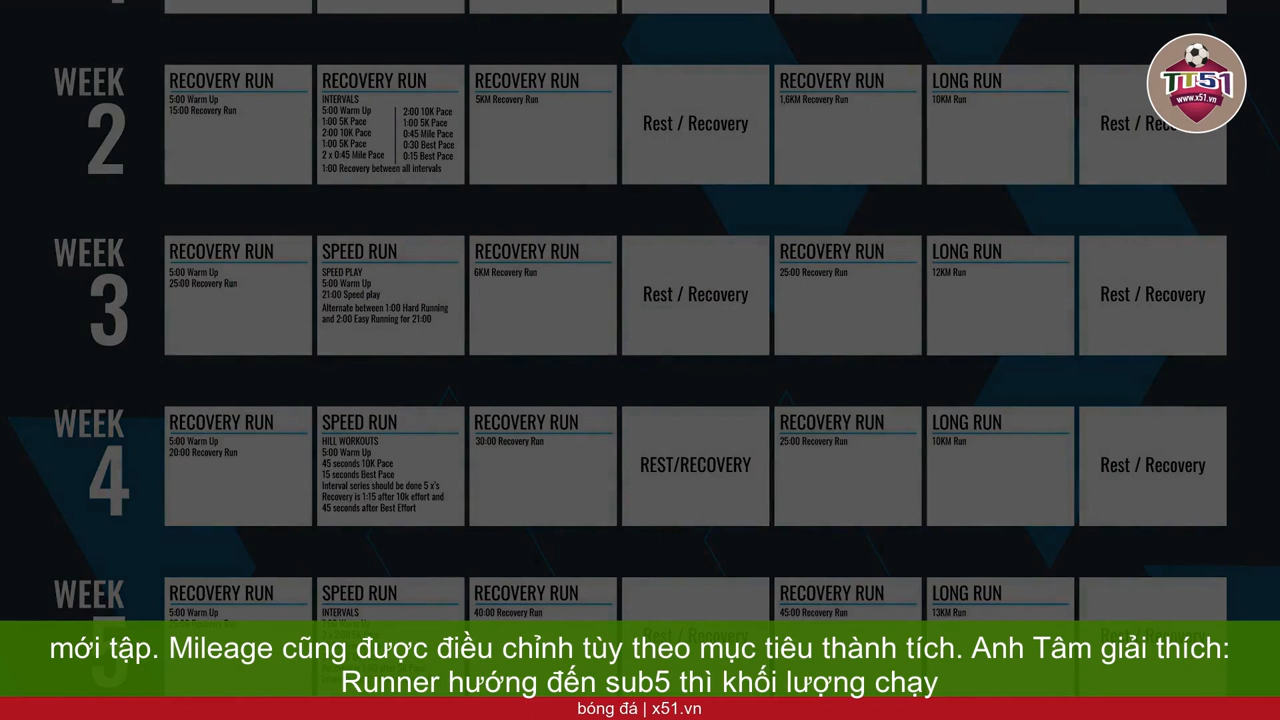 TT51
www.x51.vn
WEEK
2
RECOVERY RUN
5:00 Warm Up
15:00 Recovery Run
RECOVERY RUN
INTERVALS
5:00 Warm Up
1:00 5K Pace
2:00 10K Pace
1:00 5K Pace
2 x 0:45 Mile Pace
2:00 10K Pace
1:00 5K Pace
0:45 Mile Pace
0:30 Best Pace
0:15 Best Pace
1:00 Recovery between all intervals
RECOVERY RUN
5KM Recovery Run
Rest / Recovery
RECOVERY RUN
1,6KM Recovery Run
LONG RUN
10KM Run
Rest /
WEEK
3
RECOVERY RUN
5:00 Warm Up
25:00 Recovery Run
SPEED RUN
SPEED PLAY
5:00 Warm Up
21:00 Speed play
Alternate between 1:00 Hard Running
and 2:00 Easy Running for 21:00
RECOVERY RUN
6KM Recovery Run
Rest / Recovery
RECOVERY RUN
25:00 Recovery Run
LONG RUN
12KM Run
Rest / Recovery
WEEK
4
RECOVERY RUN
5:00 Warm Up
20:00 Recovery Run
SPEED RUN
HILL WORKOUTS
5:00 Warm Up
45 seconds 10K Pace
15 seconds Best Pace
Interval series should be done 5 x's
Recovery is 1:15 after 10k effort and
45 seconds after Best Effort
RECOVERY RUN
30:00 Recovery Run
REST/RECOVERY
RECOVERY RUN
25:00 Recovery Run
LONG RUN
10KM Run
Rest / Recovery
WEEK
5
RECOVERY RUN
5:00 Warm Up
SPEED RUN
INTERVALS
RECOVERY RUN
40:00 Recovery Run
RECOVERY RUN
45:00 Recovery Run
LONG RUN
13KM Run
mới tập. Mileage cũng được điều chỉnh tùy theo mục tiêu thành tích. Anh Tâm giải thích:
Runner hướng đến sub5 thì khối lượng chạy
bóng đá | x51.vn